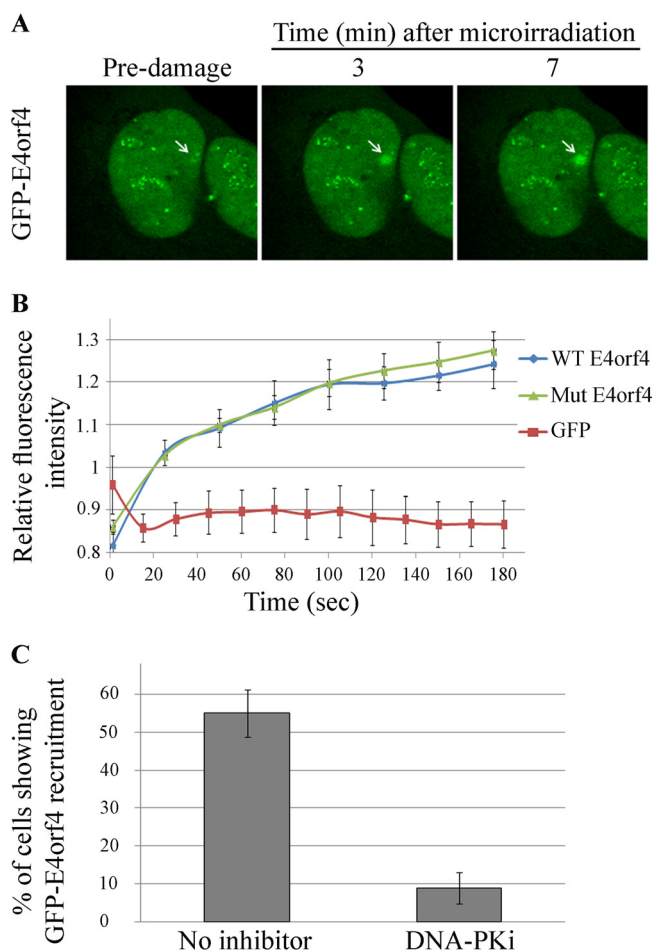 A
Time (min) after microirradiation
Pre-damage 3 7
GFP-E4orf4
B
Relative fluorescence
intensity
1.3
1.2
1.1
1
0.9
0.8
0 20 40 60 80 100 120 140 160 180
Time (sec)
WT E4orf4
Mut E4orf4
GFP
C
% of cells showing
GFP-E4orf4 recruitment
60
50
40
30
20
10
0
No inhibitor DNA-PKi